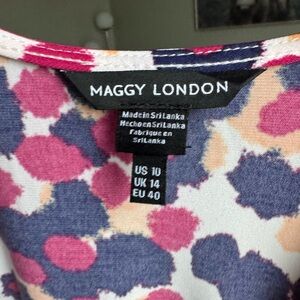 MAGGY LONDON
Made in Sri Lanka
Hecho en Sri Lanka
Fabrique en
Sri Lanka
US 10
UK 14
EU 40